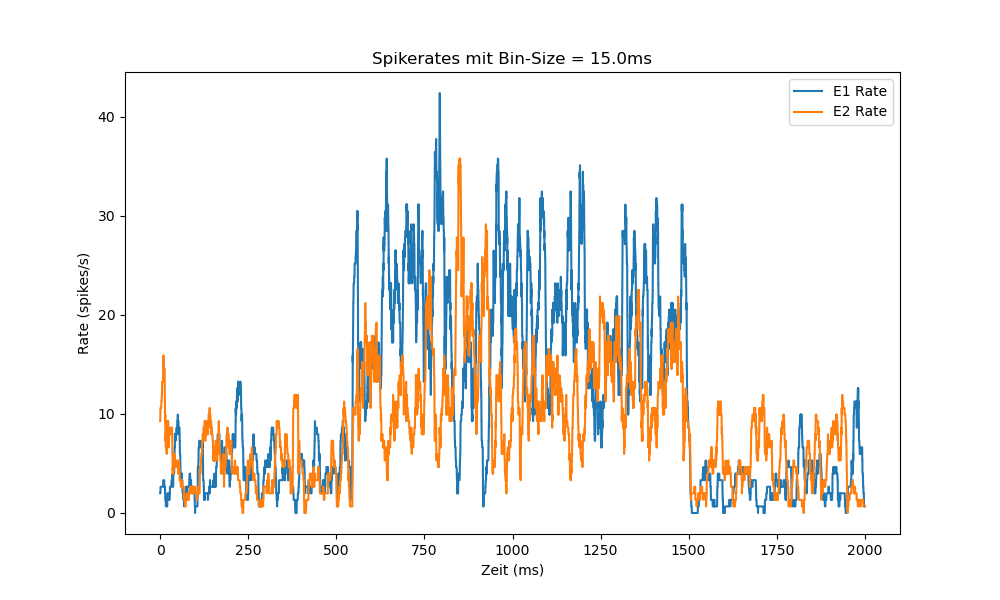 Spikerates mit Bin-Size = 15.0ms
E1 Rate
E2 Rate
Rate (spikes/s)
40
30
20
10
0
0 250 500 750 1000 1250 1500 1750 2000
Zeit (ms)